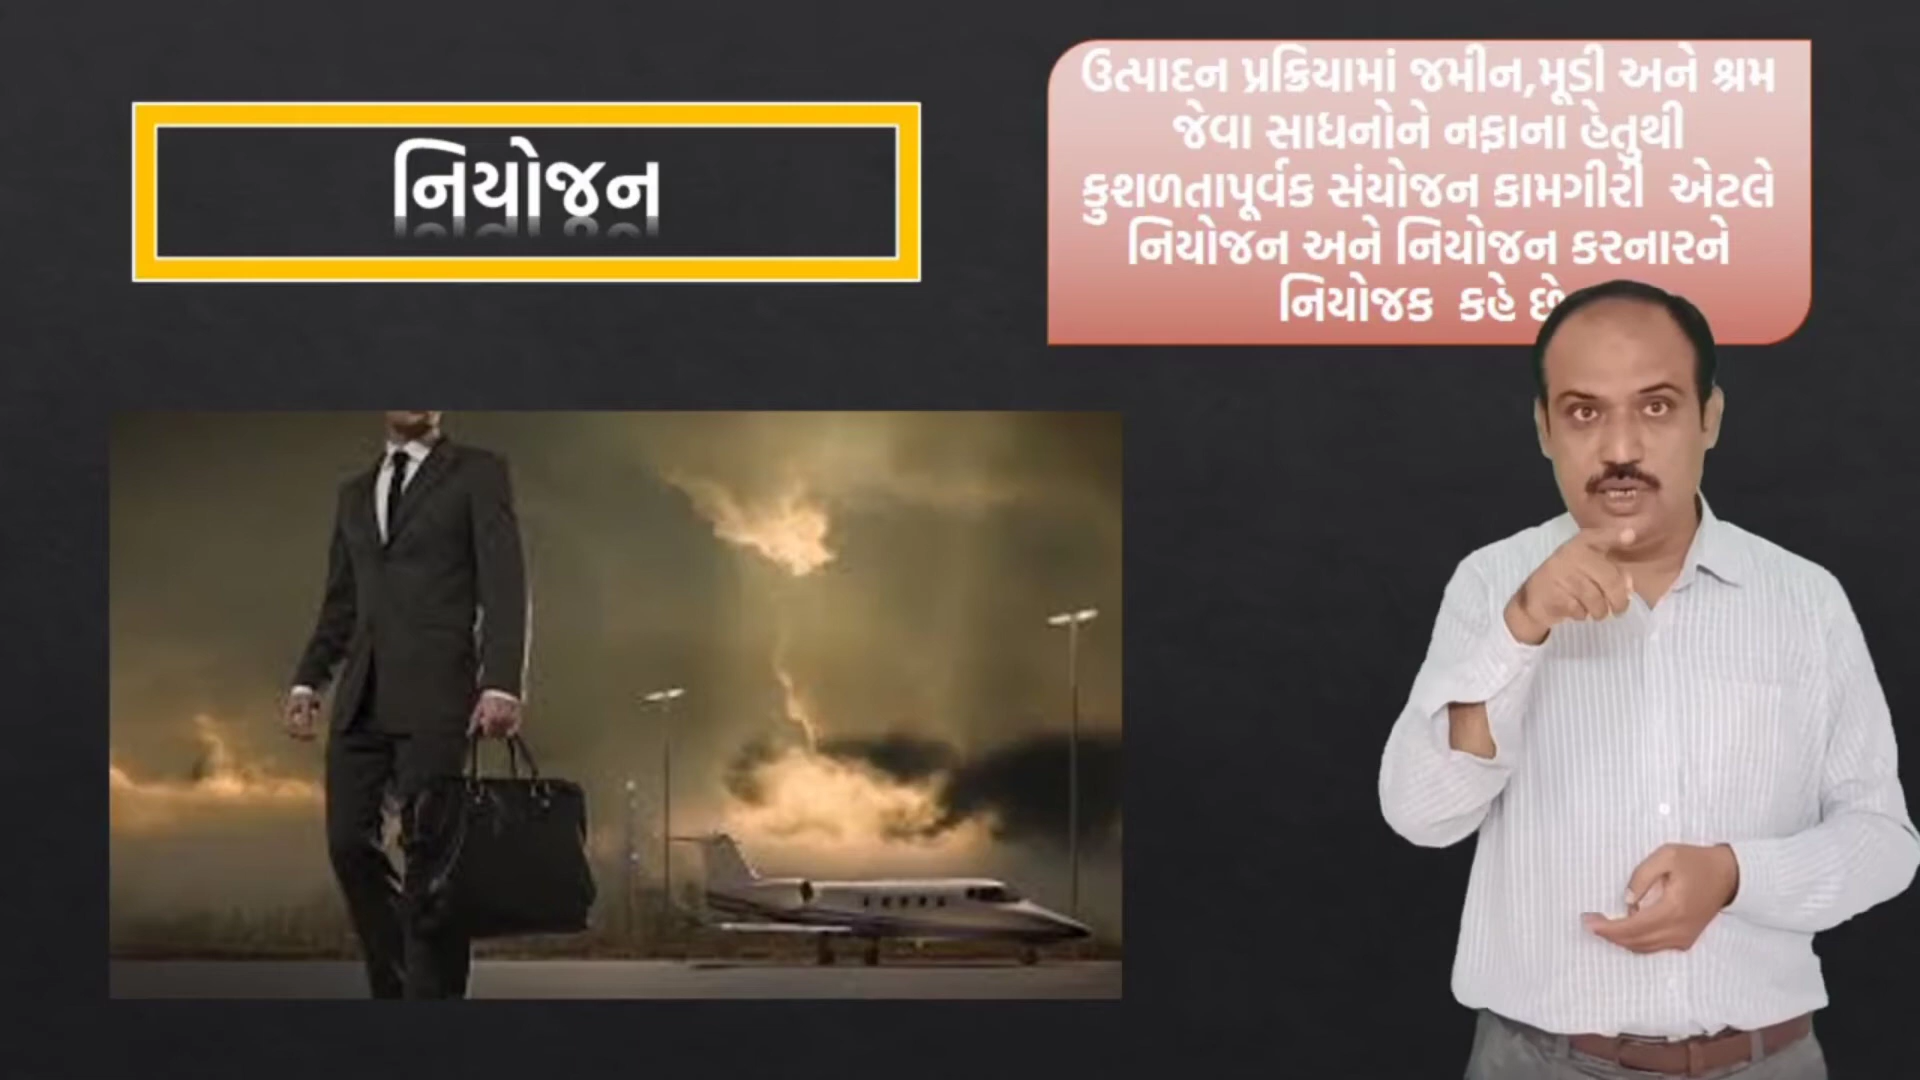 નિયોજન
ઉત્પાદન પ્રક્રિયામાં જમીન,મૂડી અને શ્રમ
જેવા સાધનોને નફાના હેતુથી
કુશળતાપૂર્વક સંયોજન કામગીરી એટલે
નિયોજન અને નિયોજન કરનારને
નિયોજક કહે છે